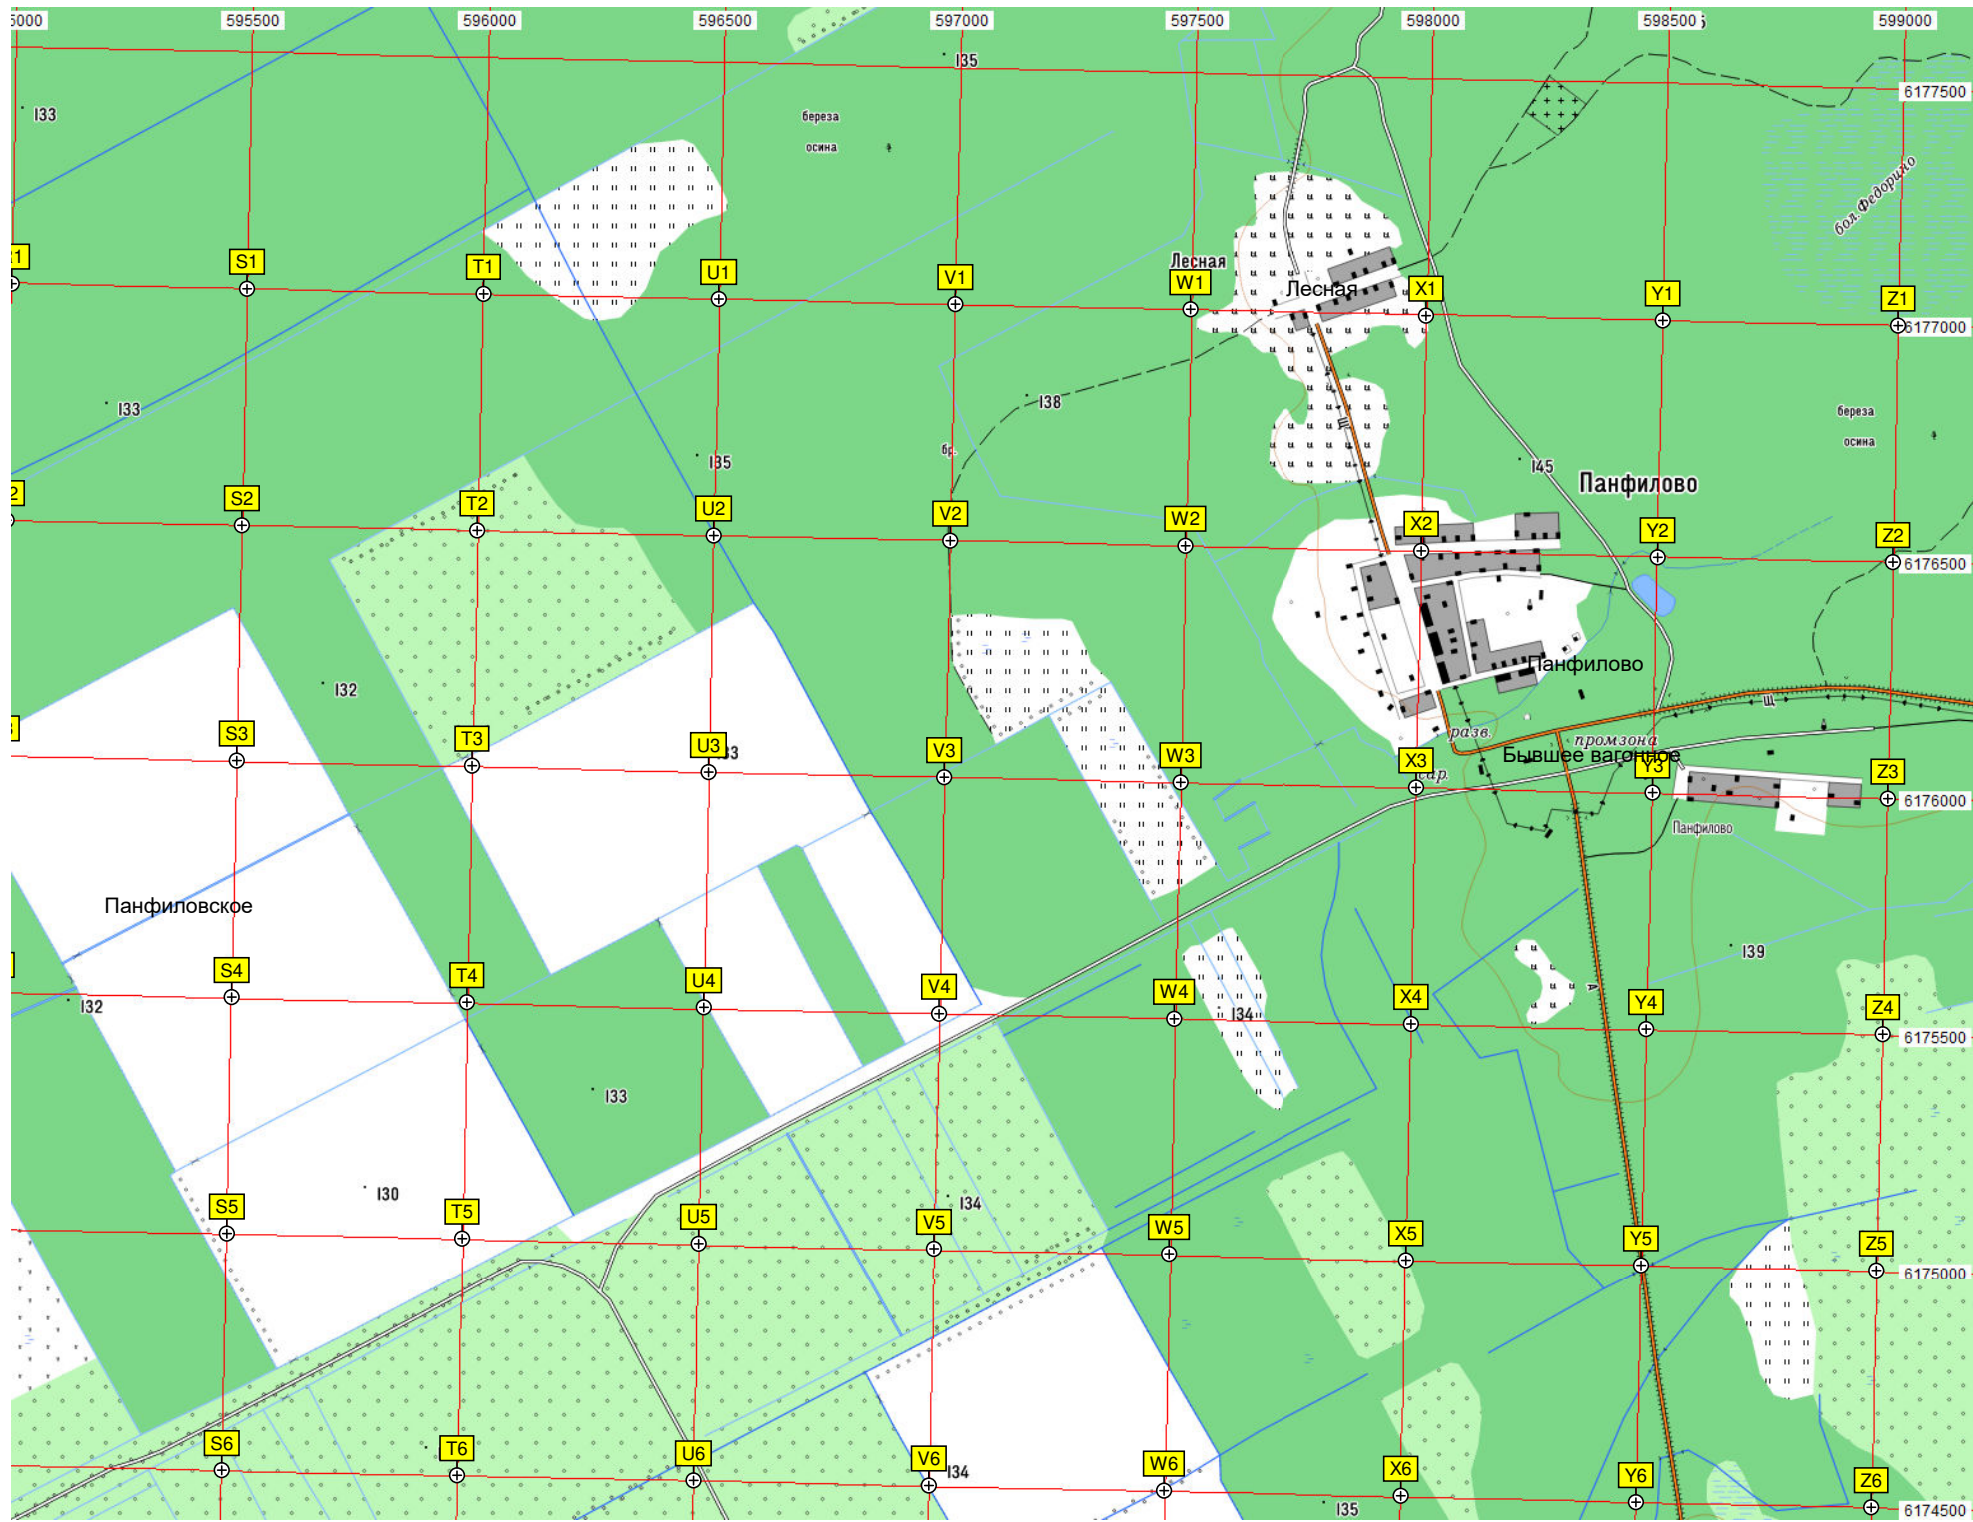 5000 595500 596000 596500 597000 597500 598000 598500 599000
6177500
133
135
береза
осина
бол. Федорино
Лесная
Лесная
S1 T1 U1 V1 W1 X1 Y1 Z1
6177000
133
138
135
бр.
145
береза
осина
Панфилово
S2 T2 U2 V2 W2 X2 Y2 Z2
6176500
Щ
132
Панфилово
Щ
разв.
промзона
Бывшее вагонное
S3 T3 U3 V3 W3 X3 Y3 Z3
6176000
Панфилово
Панфиловское
139
А
S4 T4 U4 V4 W4 X4 Y4 Z4
132
134
6175500
133
130
134
S5 T5 U5 V5 W5 X5 Y5 Z5
6175000
S6 T6 U6 V6 W6 X6 Y6 Z6
134
135
6174500